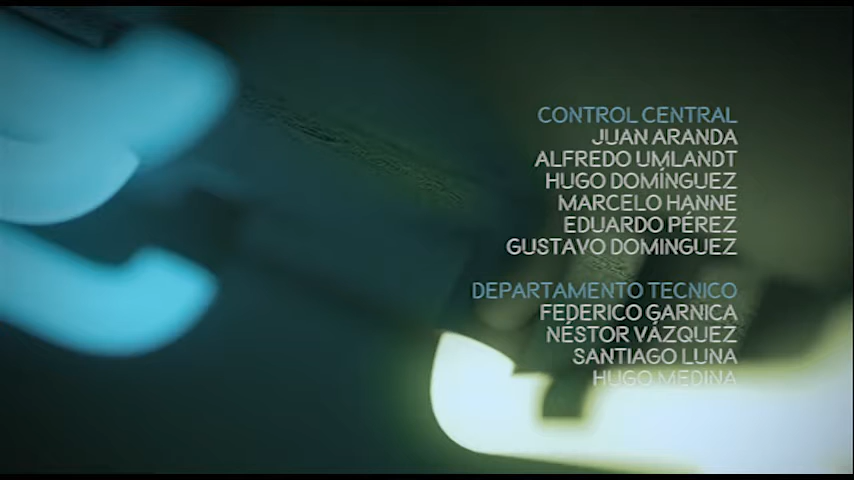 CONTROL CENTRAL
JUAN ARANDA
ALFREDO UMLANDT
HUGO DOMÍNGUEZ
MARCELO HANNE
EDUARDO PÉREZ
GUSTAVO DOMINGUEZ
DEPARTAMENTO TECNICO
FEDERICO GARNICA
NÉSTOR VÁZQUEZ
SANTIAGO LUNA
HUGO MEDINA